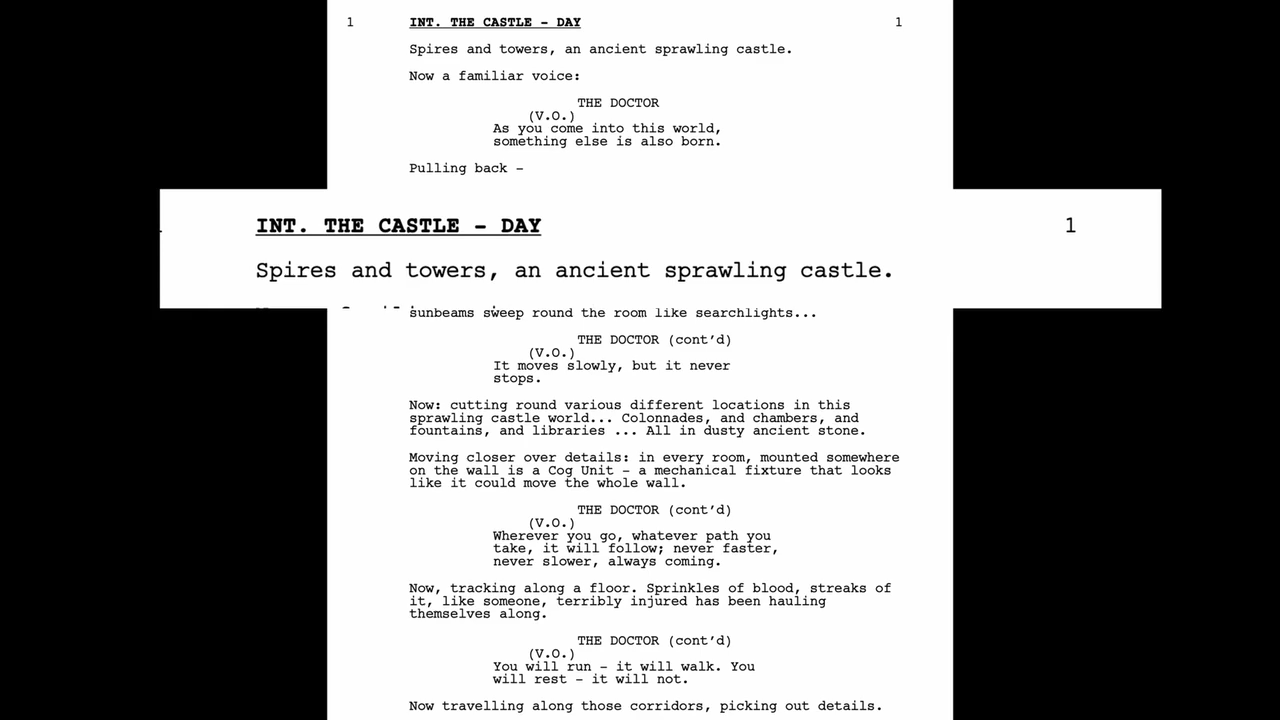 1 INT. THE CASTLE - DAY 1
Spires and towers, an ancient sprawling castle.
Now a familiar voice:
THE DOCTOR
(V.O.)
As you come into this world,
something else is also born.
Pulling back -
INT. THE CASTLE - DAY 1
Spires and towers, an ancient sprawling castle.
sunbeams sweep round the room like searchlights...
THE DOCTOR (cont'd)
(V.O.)
It moves slowly, but it never
stops.
Now: cutting round various different locations in this
sprawling castle world... Colonnades, and chambers, and
fountains, and libraries ... All in dusty ancient stone.
Moving closer over details: in every room, mounted somewhere
on the wall is a Cog Unit - a mechanical fixture that looks
like it could move the whole wall.
THE DOCTOR (cont'd)
(V.O.)
Wherever you go, whatever path you
take, it will follow; never faster,
never slower, always coming.
Now, tracking along a floor. Sprinkles of blood, streaks of
it, like someone, terribly injured has been hauling
themselves along.
THE DOCTOR (cont'd)
(V.O.)
You will run - it will walk. You
will rest - it will not.
Now travelling along those corridors, picking out details.